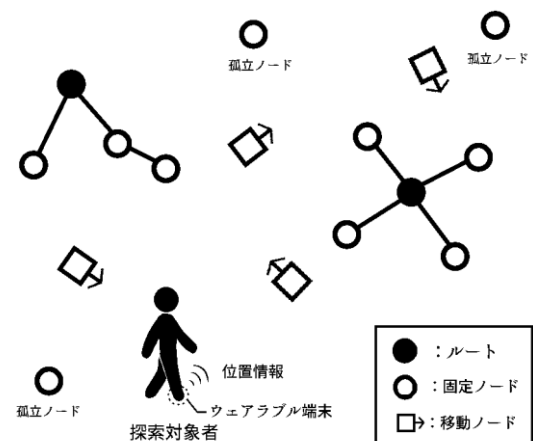 孤立ノード
孤立ノード
位置情報
ウェアラブル端末
孤立ノード
探索対象者
：ルート
：固定ノード
：移動ノード